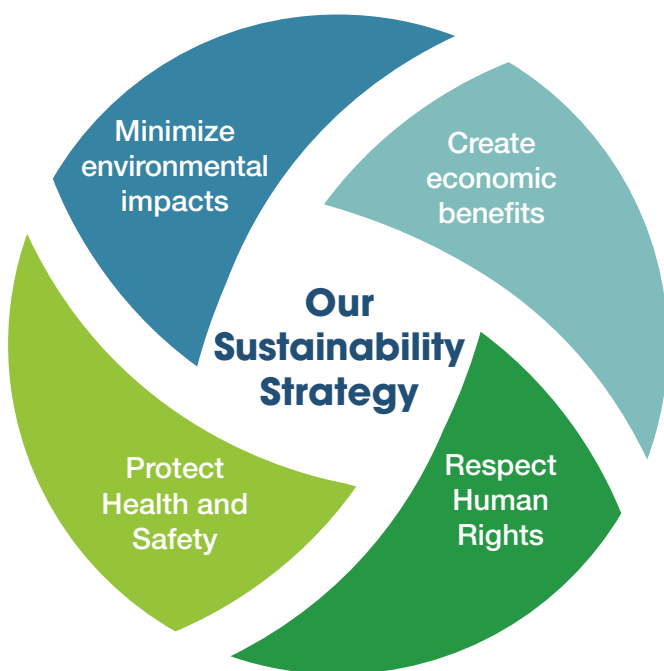 Minimize
environmental
impacts
Create
economic
benefits
Our
Sustainability
Strategy
Protect
Health and
Safety
Respect
Human
Rights